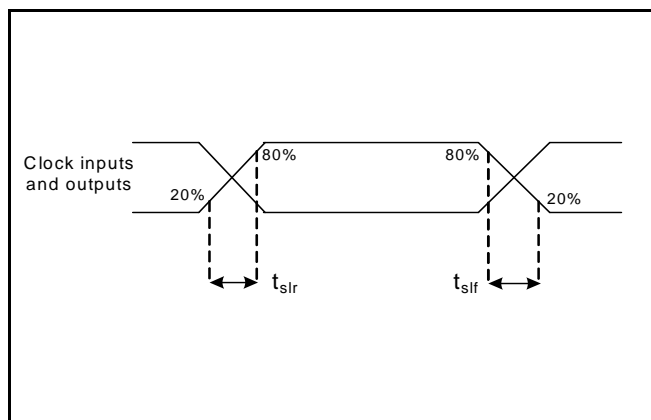 Clock inputs
and outputs
20%
80%
80%
20%
tslr
tslf